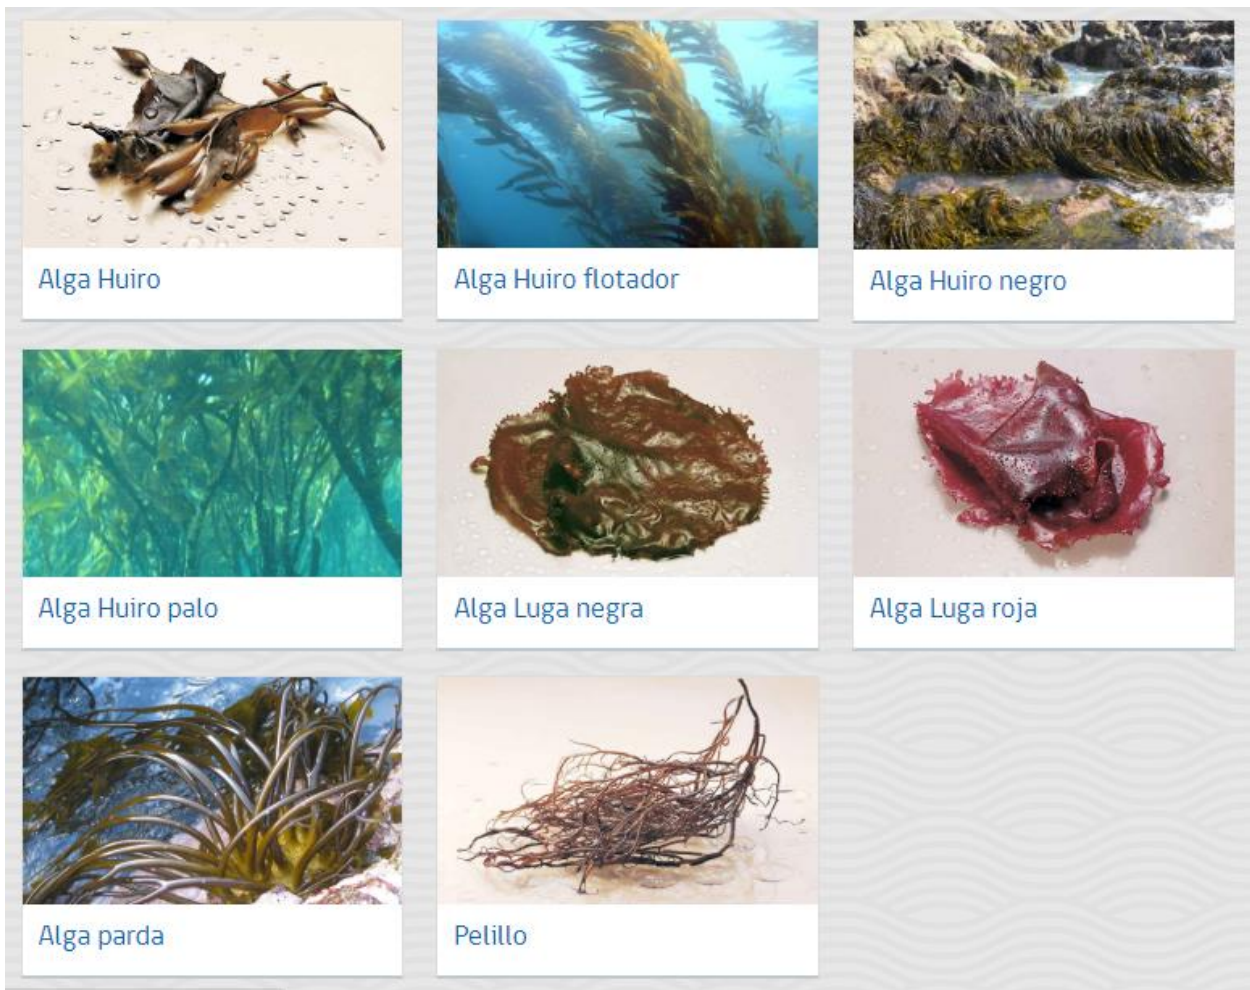 Alga Huiro
Alga Huiro flotador
Alga Huiro negro
Alga Huiro palo
Alga Luga negra
Alga Luga roja
Alga parda
Pelillo